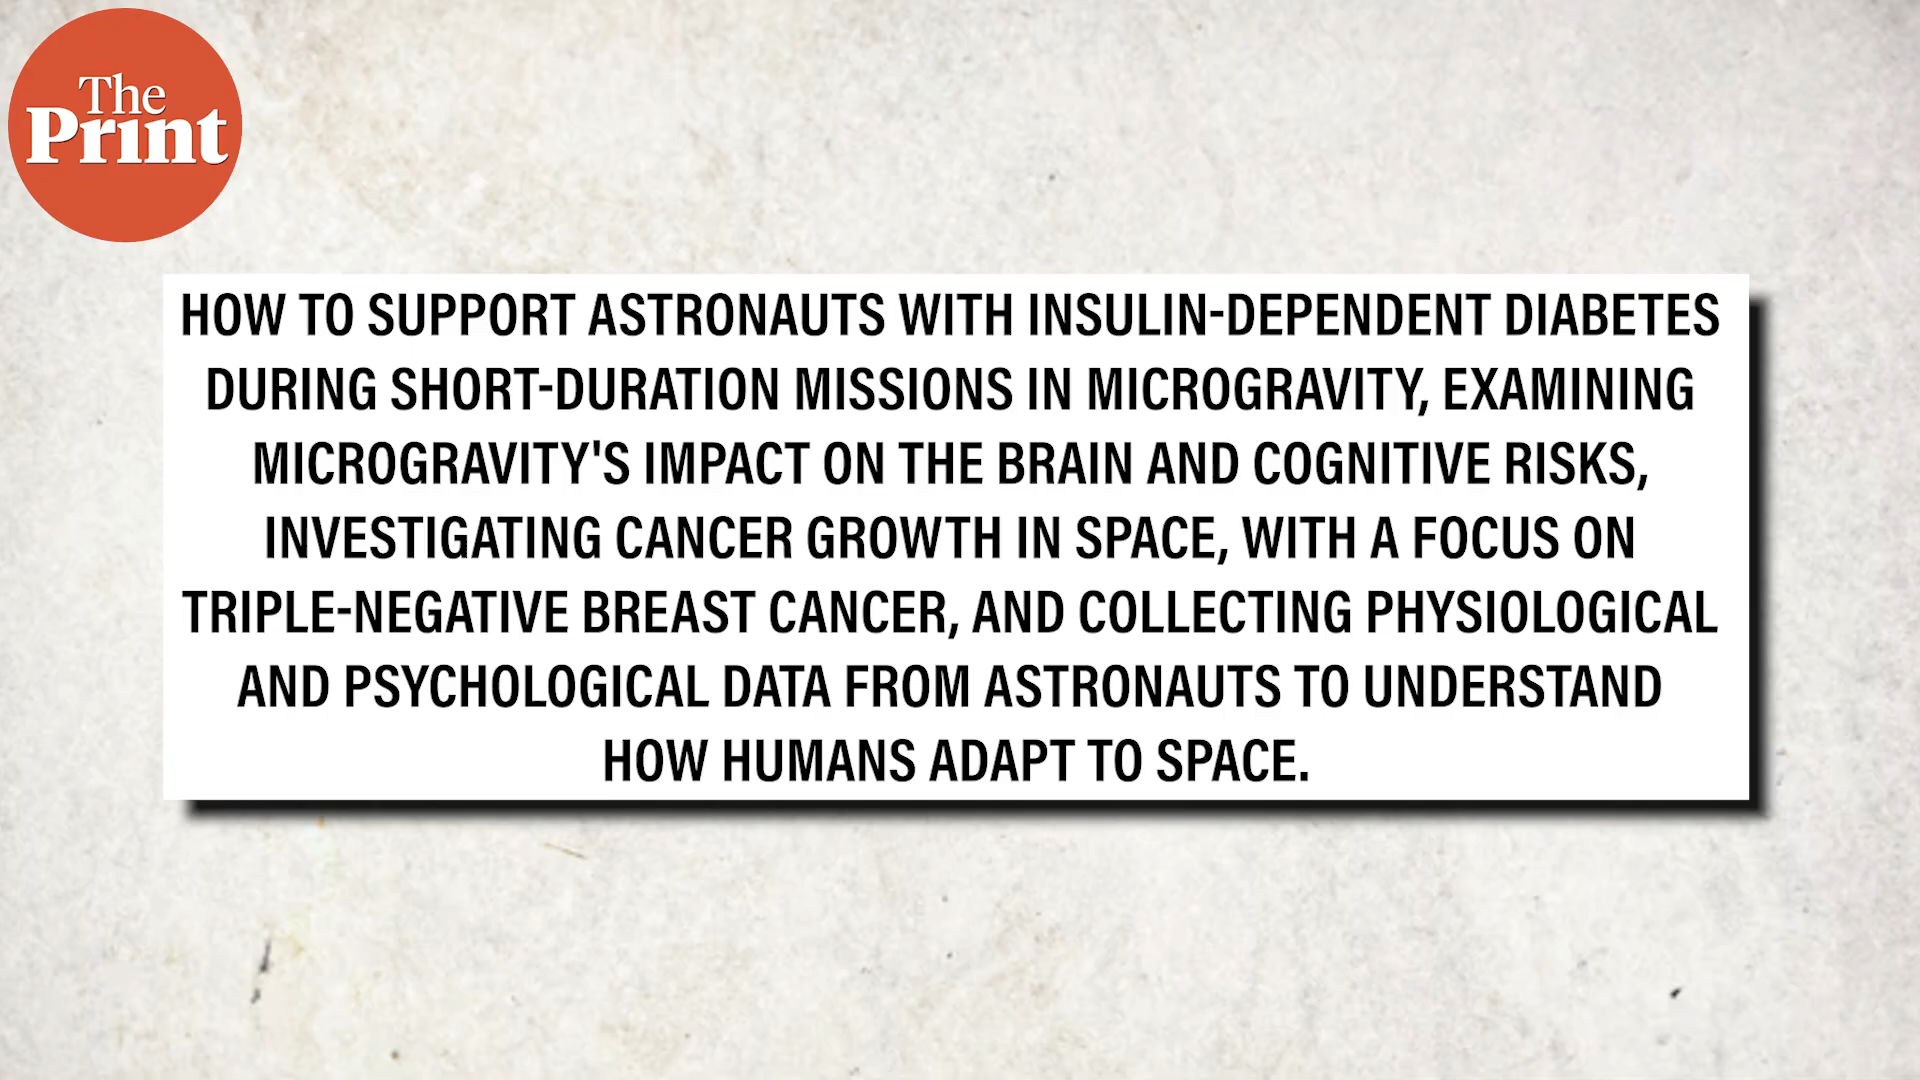 The
Print
HOW TO SUPPORT ASTRONAUTS WITH INSULIN-DEPENDENT DIABETES
DURING SHORT-DURATION MISSIONS IN MICROGRAVITY, EXAMINING
MICROGRAVITY'S IMPACT ON THE BRAIN AND COGNITIVE RISKS,
INVESTIGATING CANCER GROWTH IN SPACE, WITH A FOCUS ON
TRIPLE-NEGATIVE BREAST CANCER, AND COLLECTING PHYSIOLOGICAL
AND PSYCHOLOGICAL DATA FROM ASTRONAUTS TO UNDERSTAND
HOW HUMANS ADAPT TO SPACE.